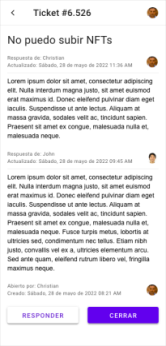 Ticket #6.526
No puedo subir NFTs
Respuesta de: Christian
Actualizado: Sábado, 28 de mayo de 2022 11:36 AM
Lorem ipsum dolor sit amet, consectetur adipiscing
elit. Nulla interdum magna justo, sit amet euismod
erat maximus id. Donec eleifend pulvinar diam eget
iaculis. Suspendisse ut ante lectus. Aliquam at
massa gravida, sodales velit ac, tincidunt sapien.
Praesent sit amet ex congue, malesuada nulla et,
malesuada neque.
Respuesta de: John
Actualizado: Sábado, 28 de mayo de 2022 09:45 AM
Lorem ipsum dolor sit amet, consectetur adipiscing
elit. Nulla interdum magna justo, sit amet euismod
erat maximus id. Donec eleifend pulvinar diam eget
iaculis. Suspendisse ut ante lectus. Aliquam at
massa gravida, sodales velit ac, tincidunt sapien.
Praesent sit amet ex congue, malesuada nulla et,
malesuada neque. Fusce turpis metus, lobortis at
ultricies sed, condimentum nec tellus. Etiam nibh
justo, convallis vel ex a, ultricies elementum arcu.
Sed ante quam, eleifend rutrum libero vel, fringilla
maximus neque.
Abierto por: Christian
Creado: Sábado, 28 de mayo de 2022 08:21 AM
RESPONDER
CERRAR